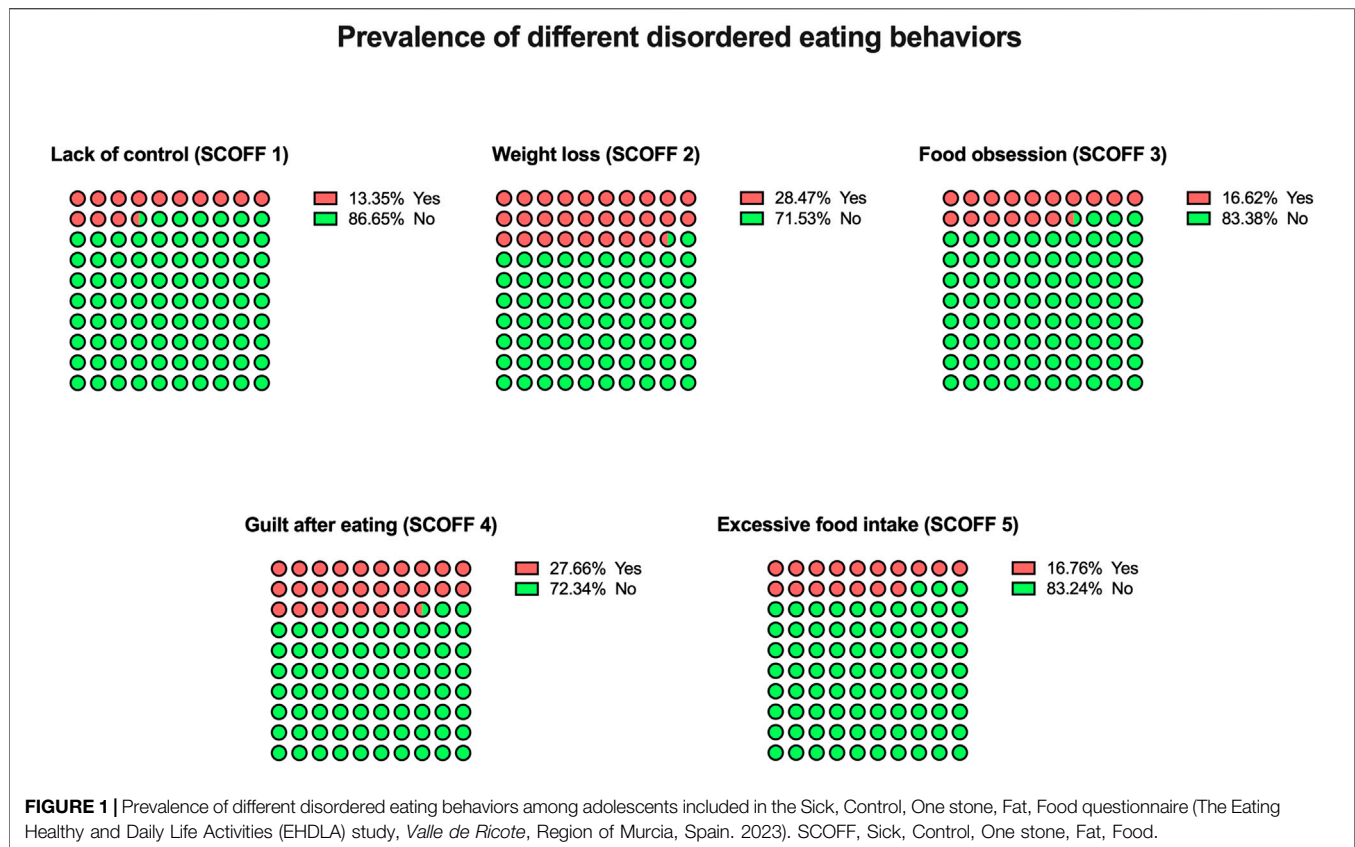 Prevalence of different disordered eating behaviors
Lack of control (SCOFF 1)
13.35% Yes
86.65% No
Weight loss (SCOFF 2)
28.47% Yes
71.53% No
Food obsession (SCOFF 3)
16.62% Yes
83.38% No
Guilt after eating (SCOFF 4)
27.66% Yes
72.34% No
Excessive food intake (SCOFF 5)
16.76% Yes
83.24% No
FIGURE 1 | Prevalence of different disordered eating behaviors among adolescents included in the Sick, Control, One stone, Fat, Food questionnaire (The Eating
Healthy and Daily Life Activities (EHDLA) study, Valle de Ricote, Region of Murcia, Spain. 2023). SCOFF, Sick, Control, One stone, Fat, Food.